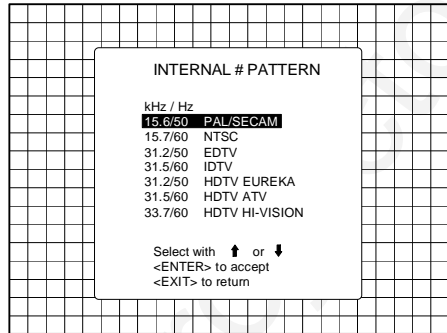 INTERNAL # PATTERN
kHz / Hz
15.6/50 PAL/SECAM
15.7/60 NTSC
31.2/50 EDTV
31.5/60 IDTV
31.2/50 HDTV EUREKA
31.5/60 HDTV ATV
33.7/60 HDTV HI-VISION
Select with ⬆ or ⬇
<ENTER> to accept
<EXIT> to return